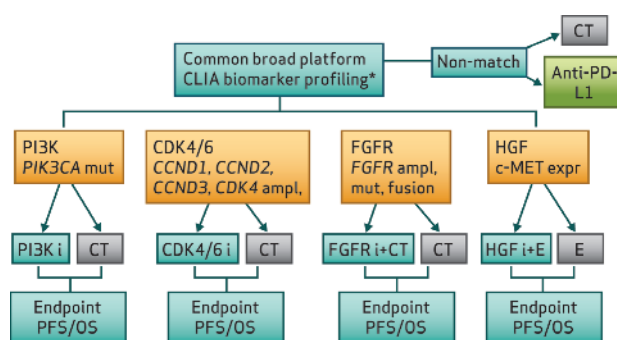 CT
Common broad platform
CLIA biomarker profiling*
Non-match
Anti-PD-
L1
PI3K
PIK3CA mut
CDK4/6
CCND1, CCND2,
CCND3, CDK4 ampl,
FGFR
FGFR ampl,
mut, fusion
HGF
c-MET expr
PI3K i
CT
CDK4/6 i
CT
FGFR i+CT
CT
HGF i+E
E
Endpoint
PFS/OS
Endpoint
PFS/OS
Endpoint
PFS/OS
Endpoint
PFS/OS